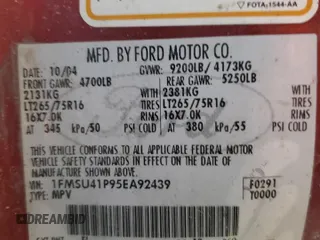 FOTA:1544-AA
MFD. BY FORD MOTOR CO.
DATE: 10/04 GVWR: 9200LB/ 4173KG
FRONT GAWR: 4700LB REAR GAWR: 5250LB
2131KG WITH 2381KG WITH
LT265/75R16 TIRES LT265/75R16 TIRES
16X7.0K RIMS 16X7.0K RIMS
AT 345 kPa/50 PSI COLD AT 380 kPa/55 PSI COLD
THIS VEHICLE CONFORMS TO ALL APPLICABLE FEDERAL MOTOR
VEHICLE SAFETY STANDARDS IN EFFECT ON THE DATE OF
MANUFACTURE SHOWN ABOVE.
VIN: 1FMSU41P95EA92439 F0291
TYPE: MPV T0000
DREAMBID